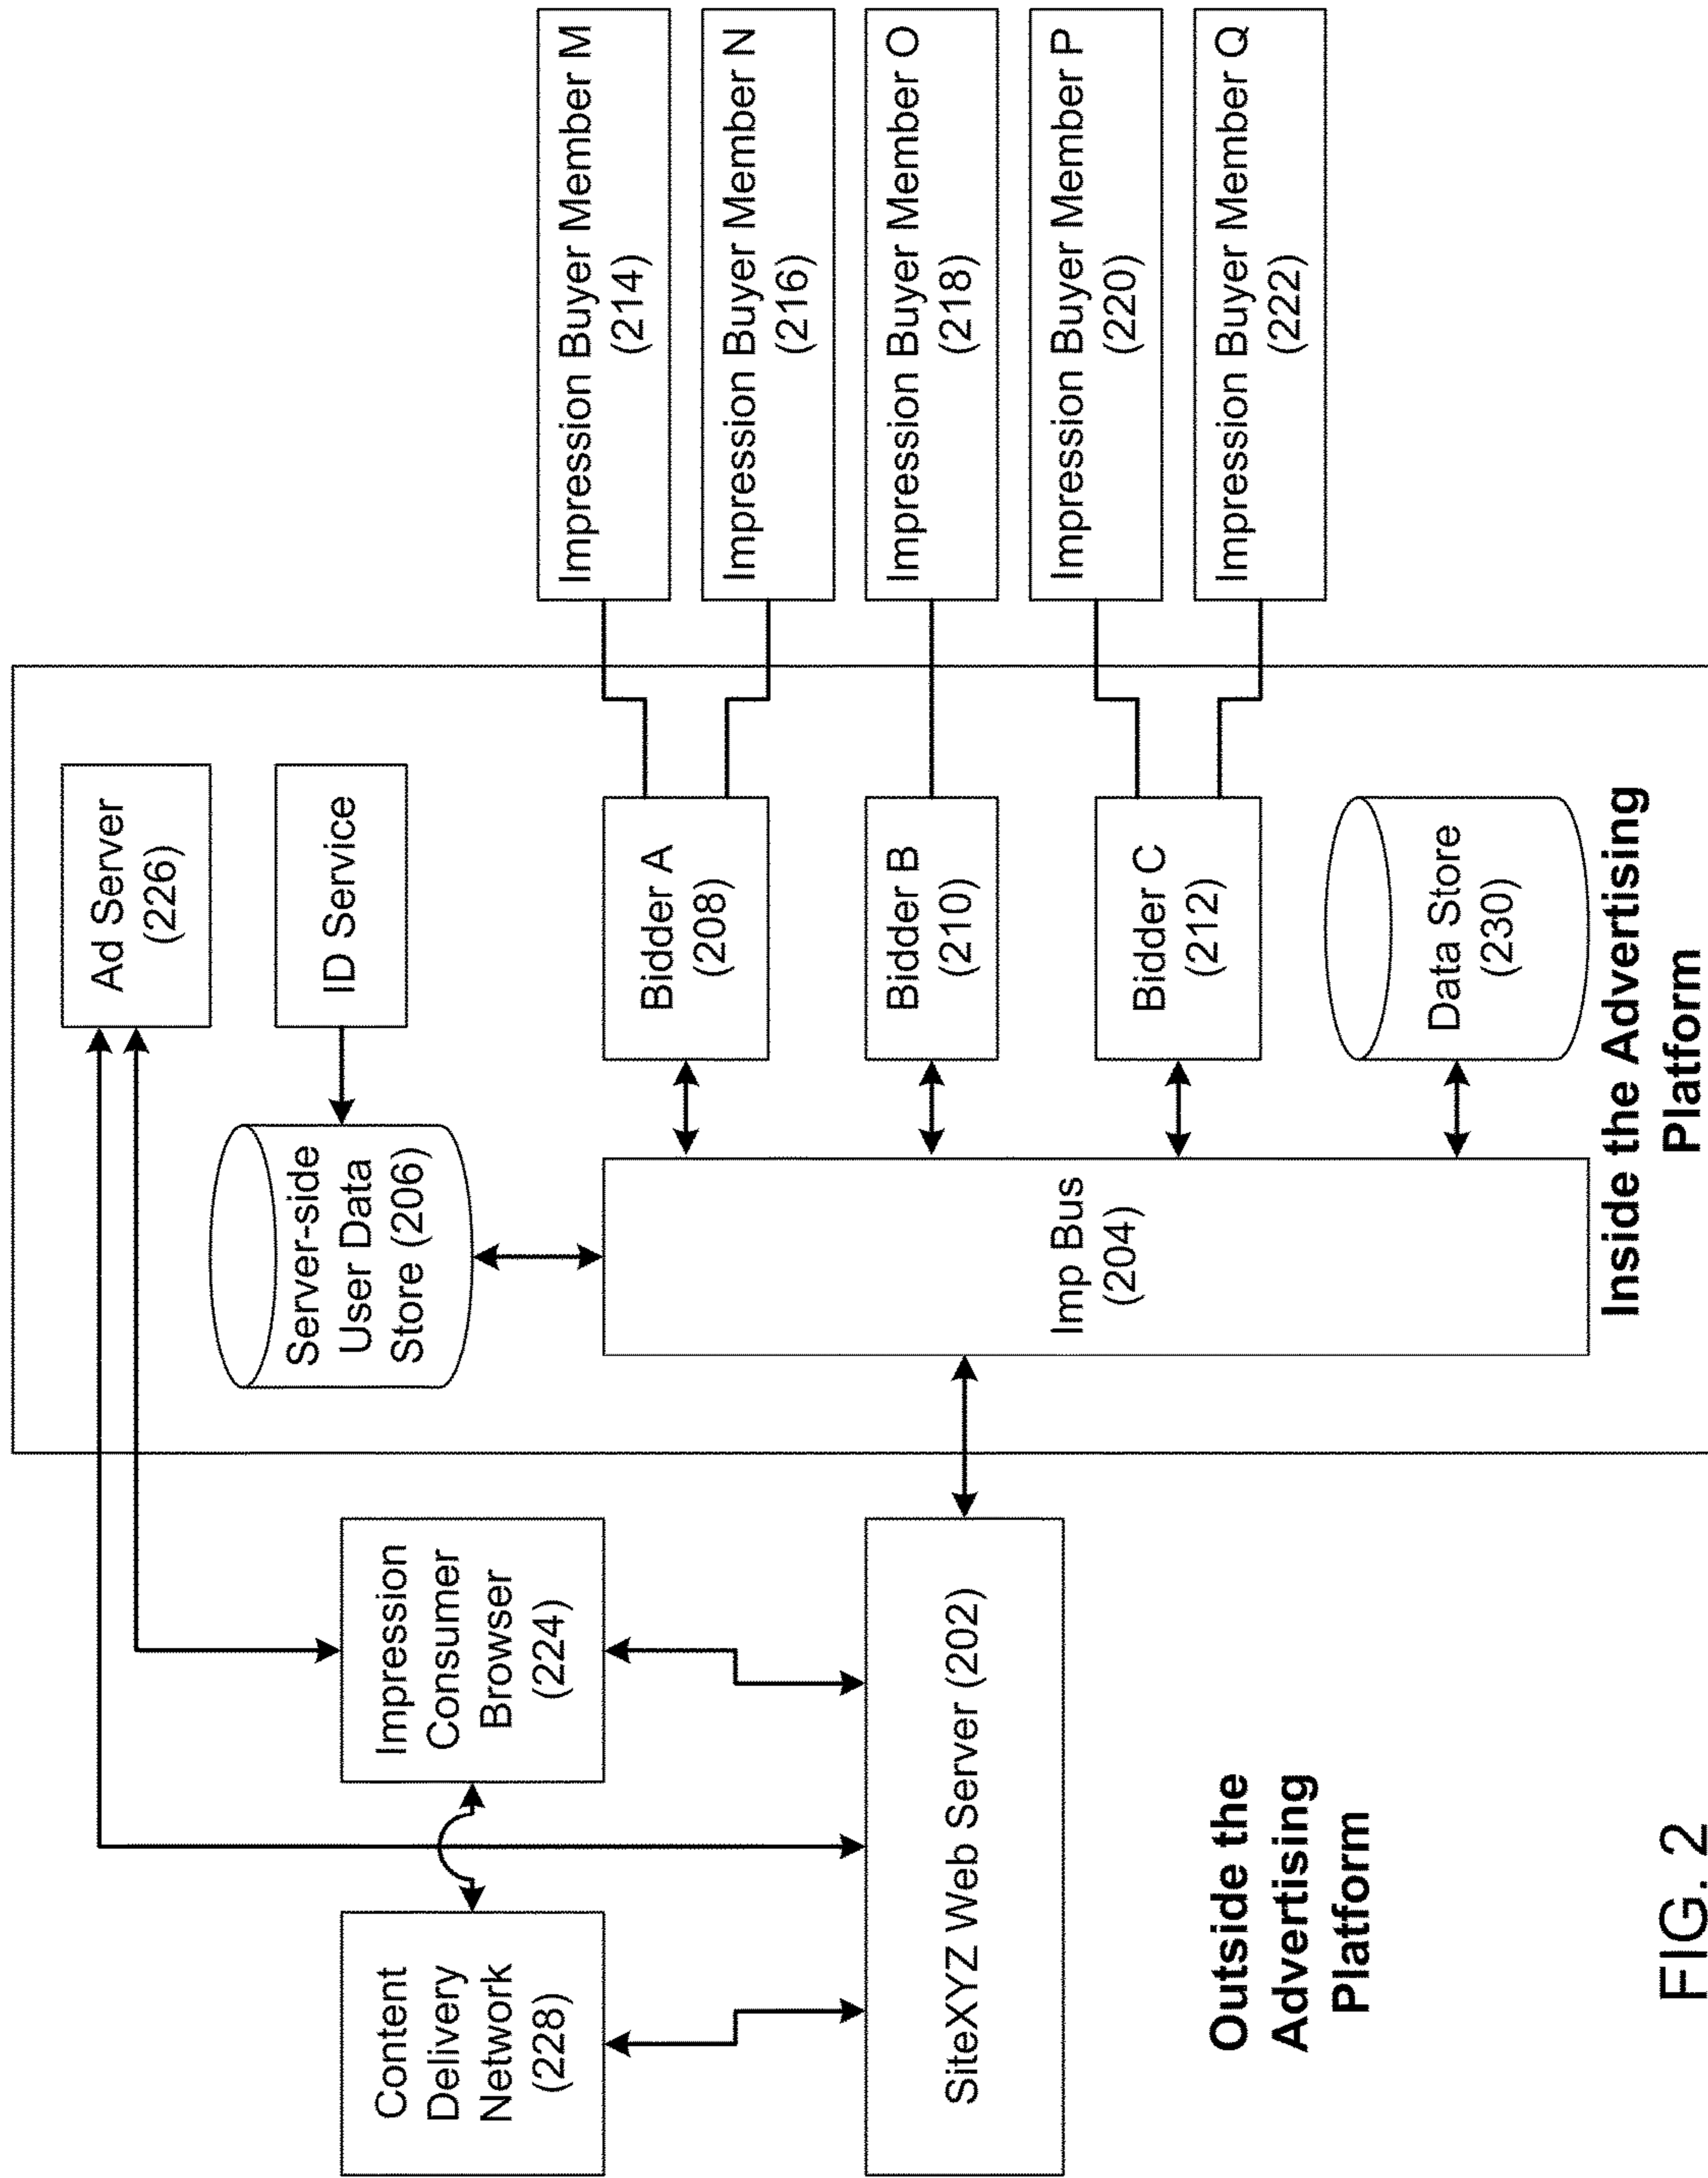 Content
Delivery
Network
(228)
Impression
Consumer
Browser
(224)
SiteXYZ Web Server (202)
Outside the
Advertising
Platform
Ad Server
(226)
ID Service
Server-side
User Data
Store (206)
Imp Bus
(204)
Bidder A
(208)
Bidder B
(210)
Bidder C
(212)
Data Store
(230)
Inside the Advertising
Platform
Impression Buyer Member M
(214)
Impression Buyer Member N
(216)
Impression Buyer Member O
(218)
Impression Buyer Member P
(220)
Impression Buyer Member Q
(222)
FIG. 2